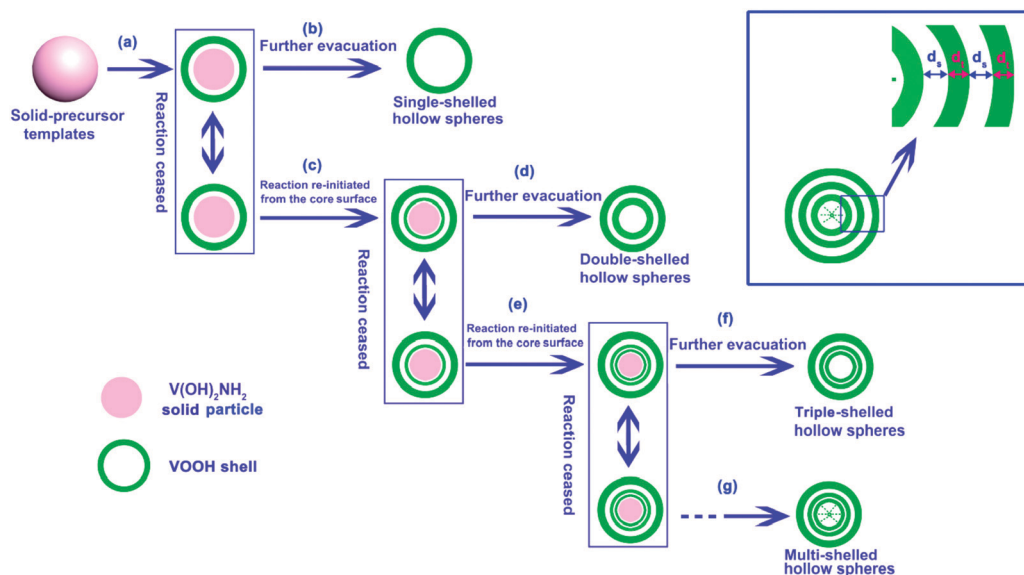 (a)
Solid-precursor
templates
Reaction ceased
(b)
Further evacuation
Single-shelled
hollow spheres
(c)
Reaction re-initiated
from the core surface
Reaction ceased
(d)
Further evacuation
Double-shelled
hollow spheres
(e)
Reaction re-initiated
from the core surface
Reaction ceased
(f)
Further evacuation
Triple-shelled
hollow spheres
(g)
Multi-shelled
hollow spheres
V(OH)2NH2
solid particle
VOOH shell
ds ds